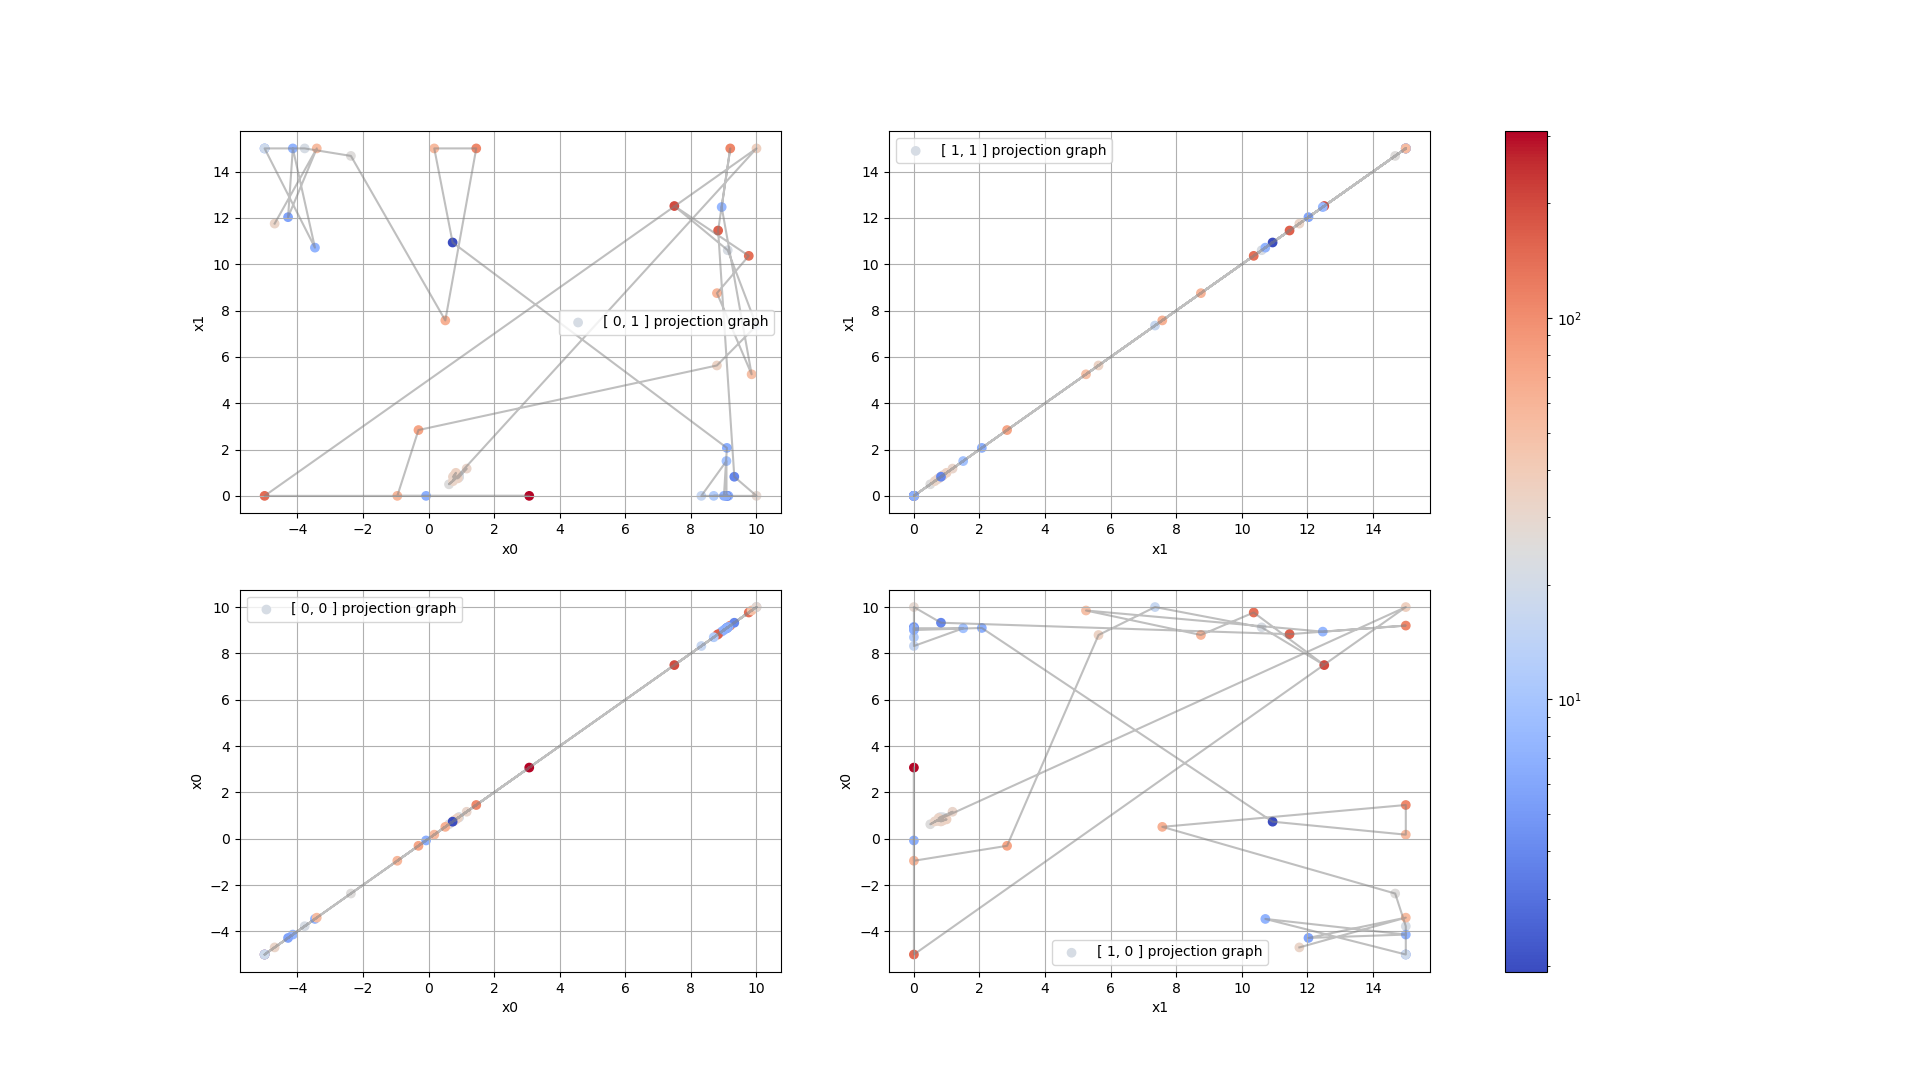 [ 0, 1 ] projection graph
14
12
10
8
6
4
2
0
x1
−4 −2 0 2 4 6 8 10
x0
[ 1, 1 ] projection graph
14
12
10
8
6
4
2
0
x1
0 2 4 6 8 10 12 14
x1
[ 0, 0 ] projection graph
10
8
6
4
2
0
−2
−4
x0
−4 −2 0 2 4 6 8 10
x0
[ 1, 0 ] projection graph
10
8
6
4
2
0
−2
−4
x0
0 2 4 6 8 10 12 14
x1
10²
10¹